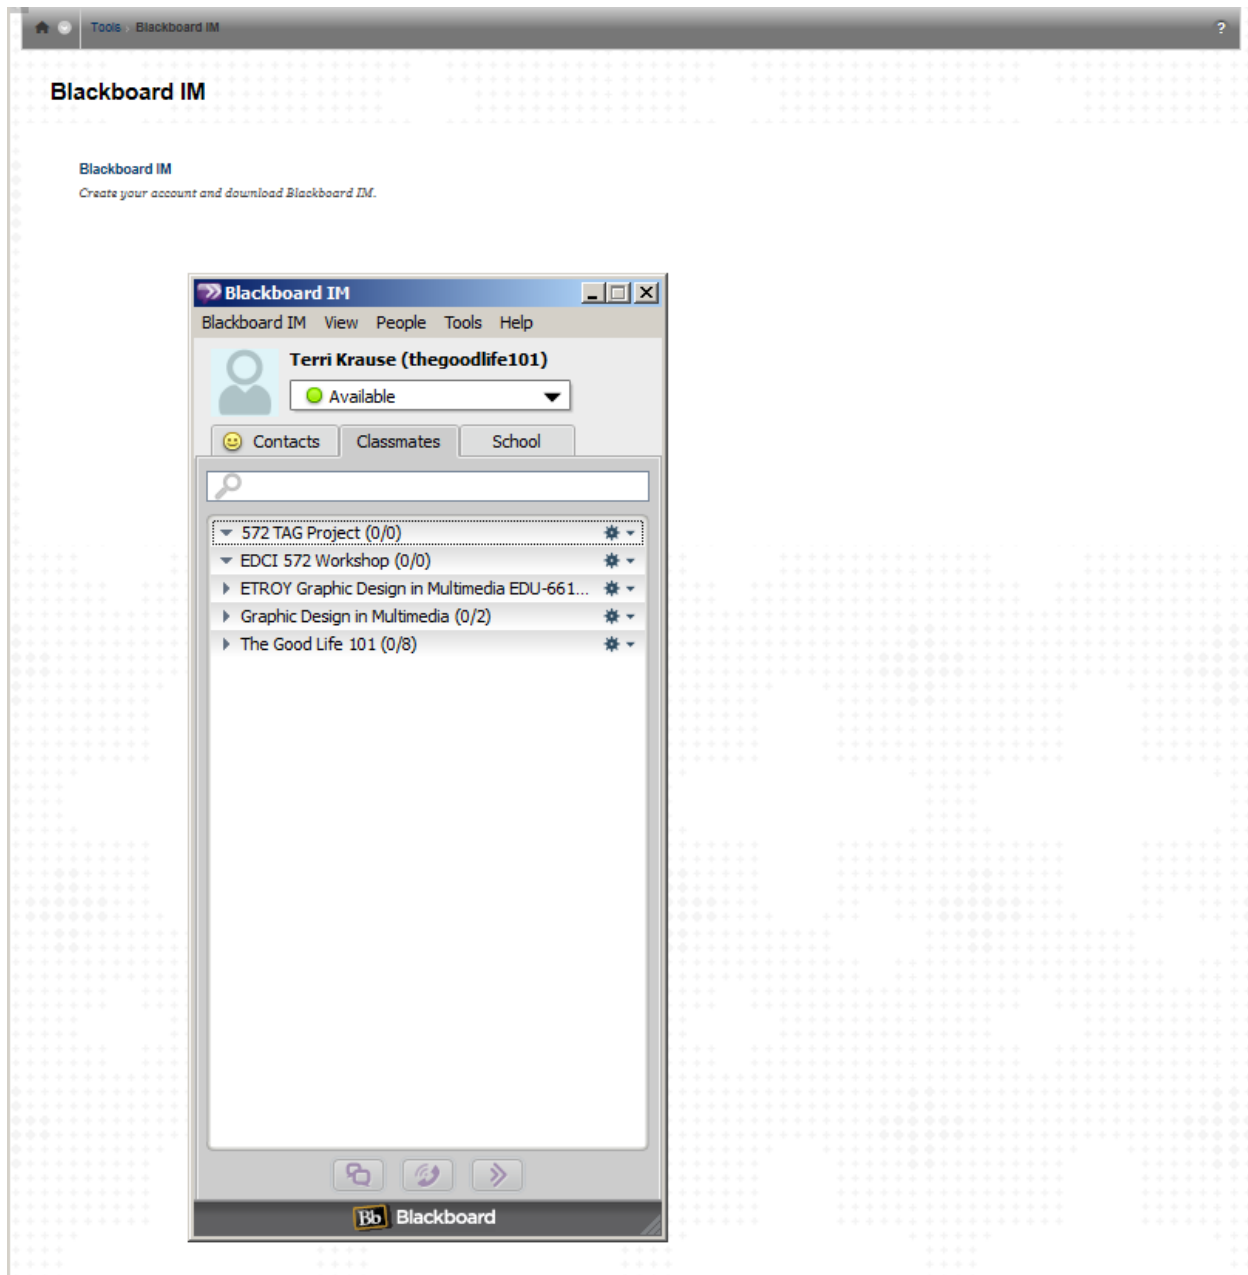 Tools > Blackboard IM
?
Blackboard IM
Blackboard IM
Create your account and download Blackboard IM.
Blackboard IM
Blackboard IM View People Tools Help
Terri Krause (thegoodlife101)
Available
Contacts Classmates School
572 TAG Project (0/0)
EDCI 572 Workshop (0/0)
ETROY Graphic Design in Multimedia EDU-661...
Graphic Design in Multimedia (0/2)
The Good Life 101 (0/8)
Bb Blackboard